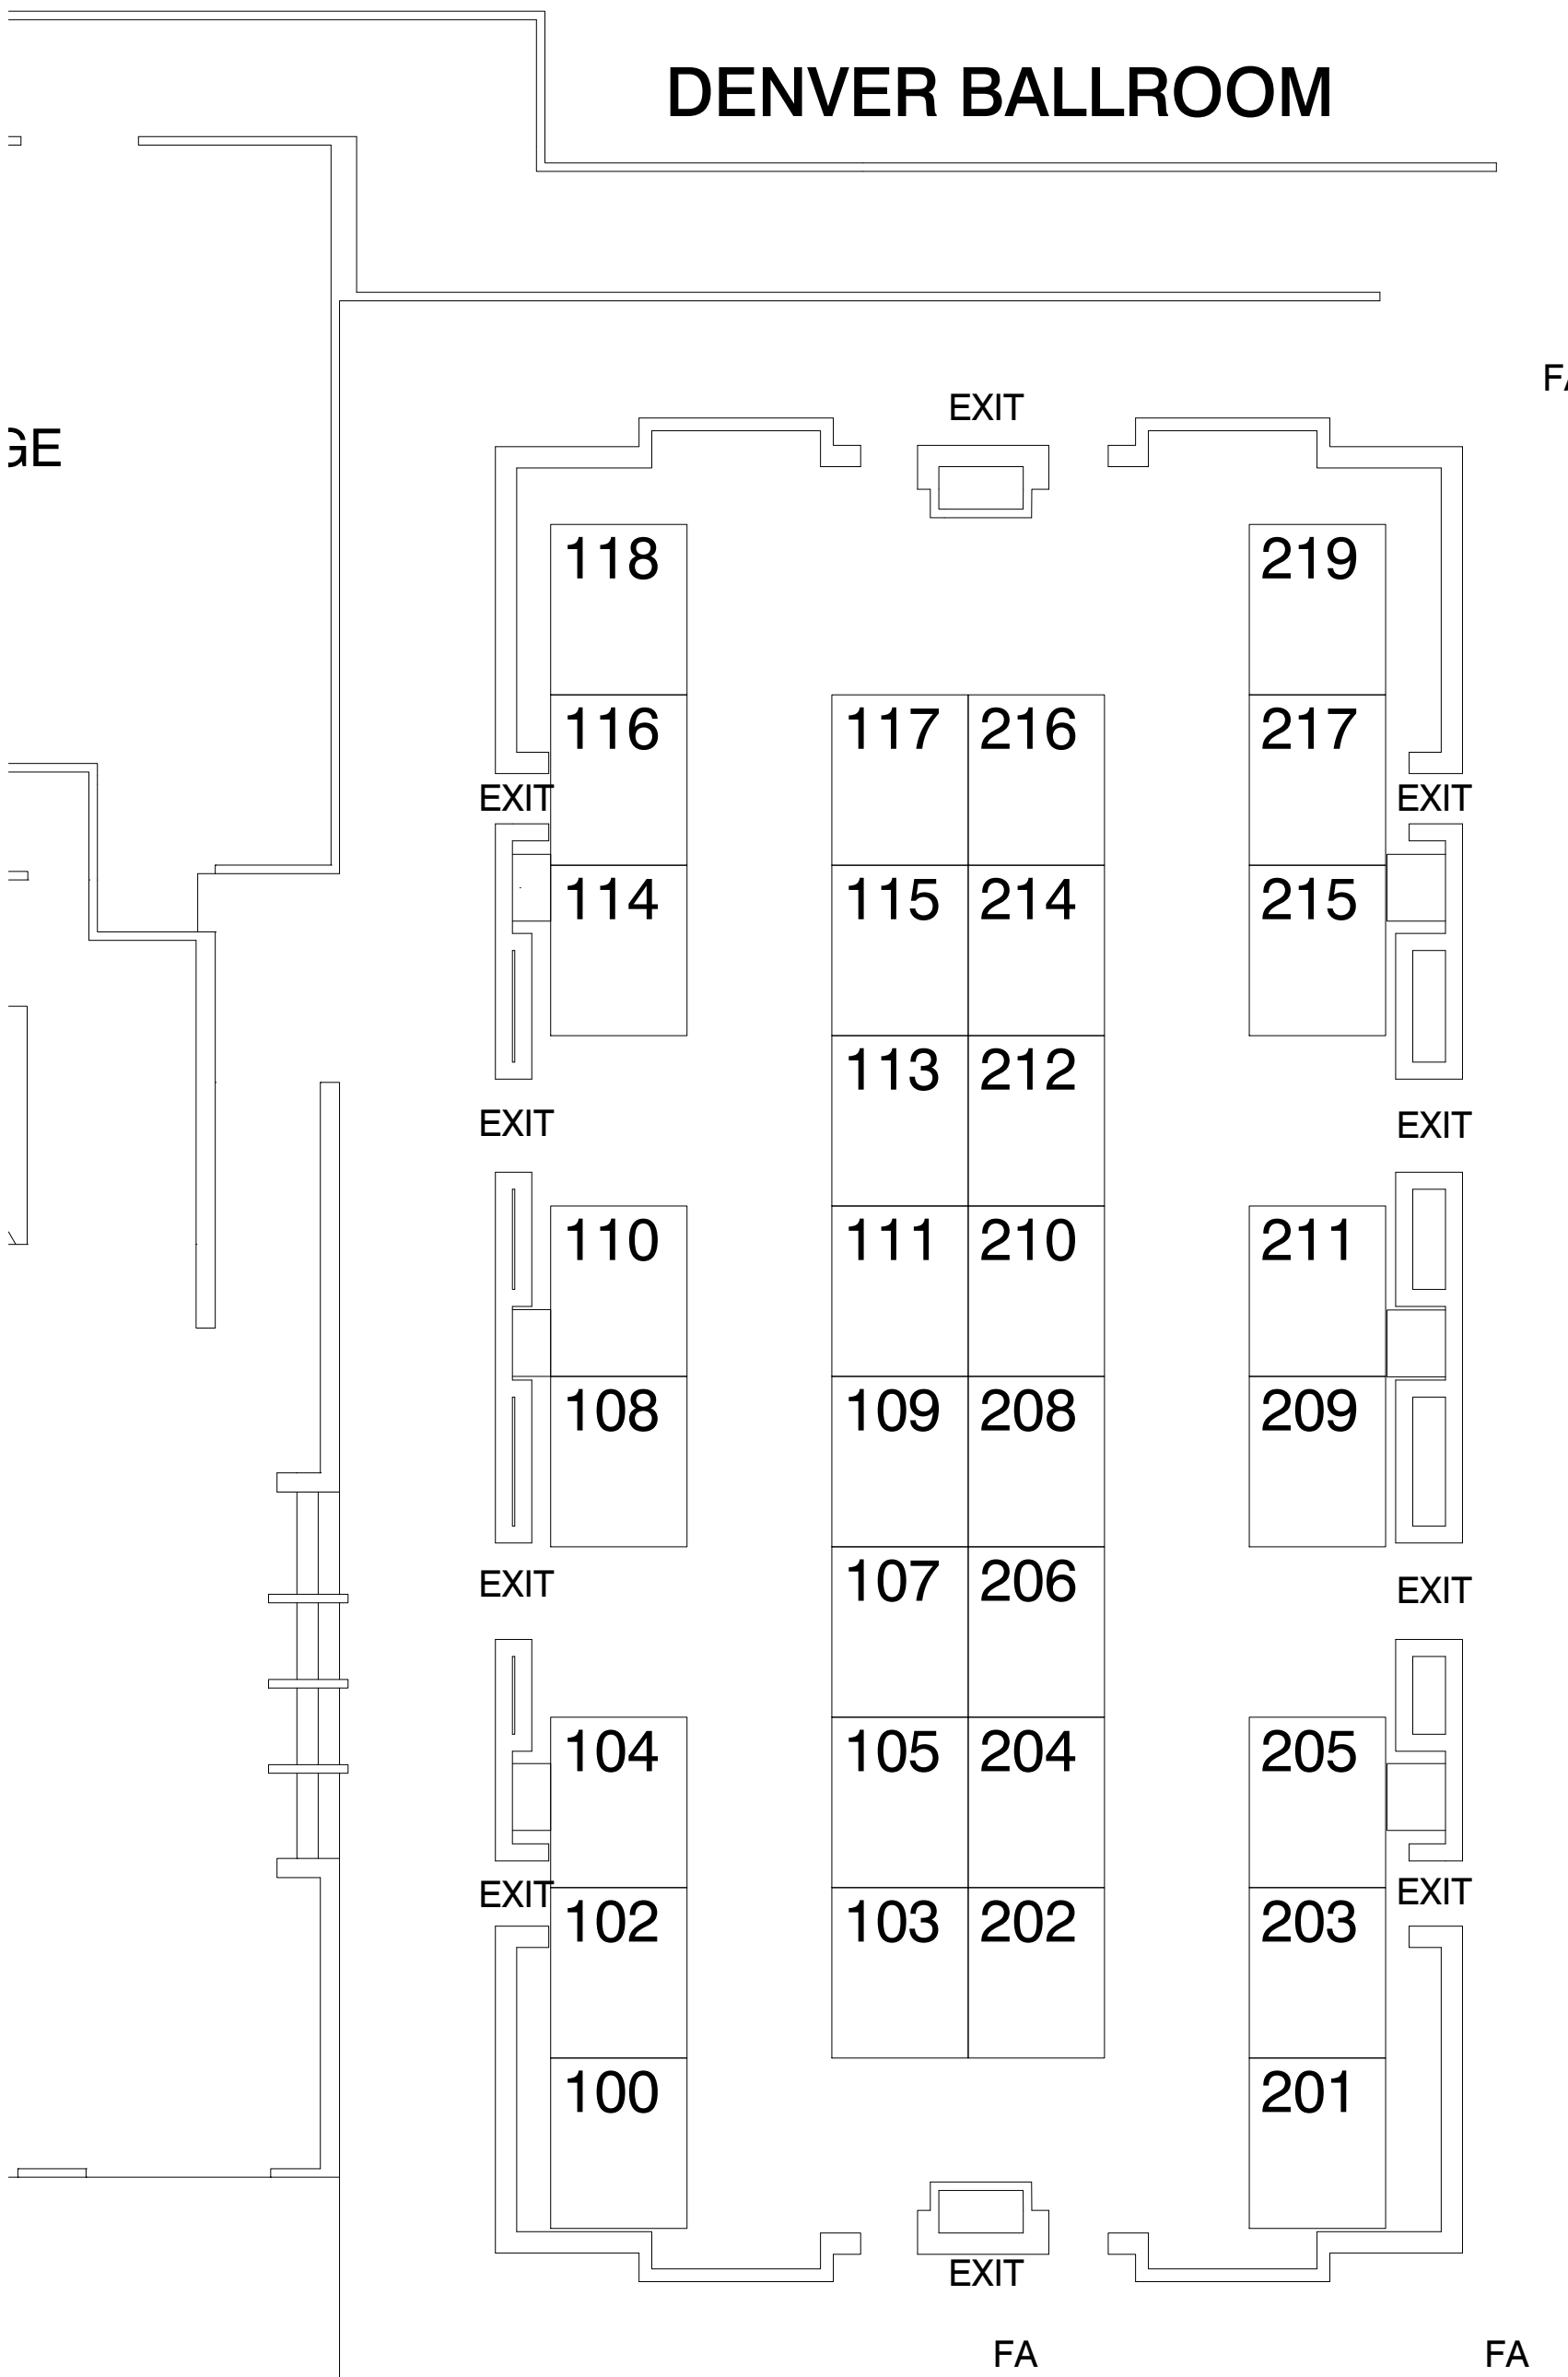 DENVER BALLROOM
FA
EXIT
GE
118 219
116 117 216 217
EXIT EXIT
114 115 214 215
113 212
EXIT EXIT
110 111 210 211
108 109 208 209
107 206
EXIT EXIT
104 105 204 205
EXIT EXIT
102 103 202 203
100 201
EXIT
FA FA